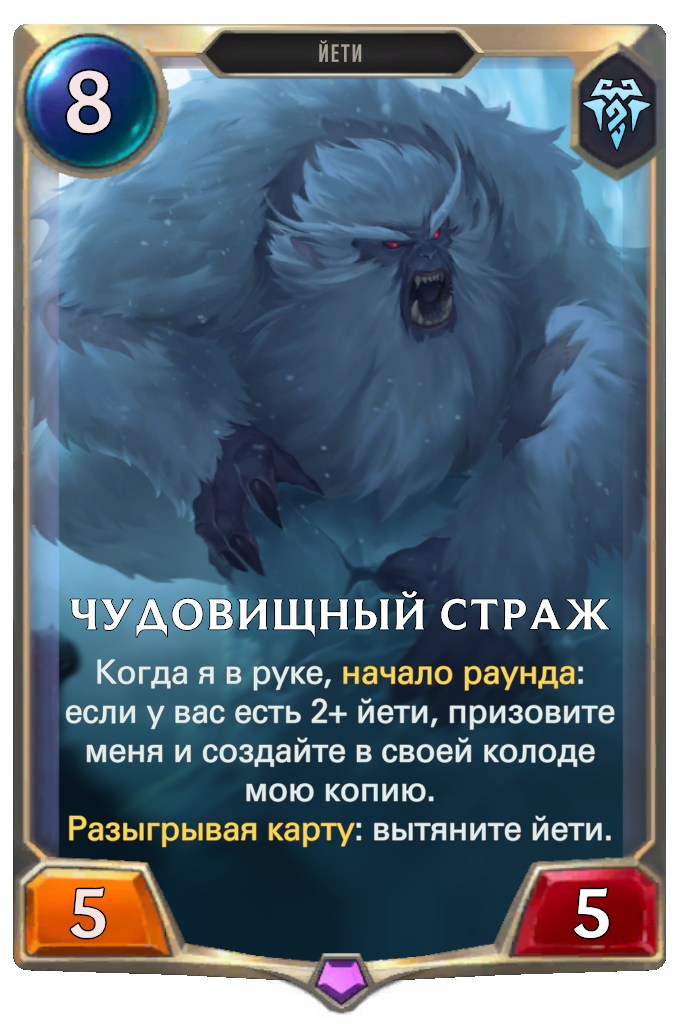 ЙЕТИ
8
ЧУДОВИЩНЫЙ СТРАЖ
Когда я в руке, начало раунда:
если у вас есть 2+ йети, призовите
меня и создайте в своей колоде
мою копию.
Разыгрывая карту: вытяните йети.
5
5